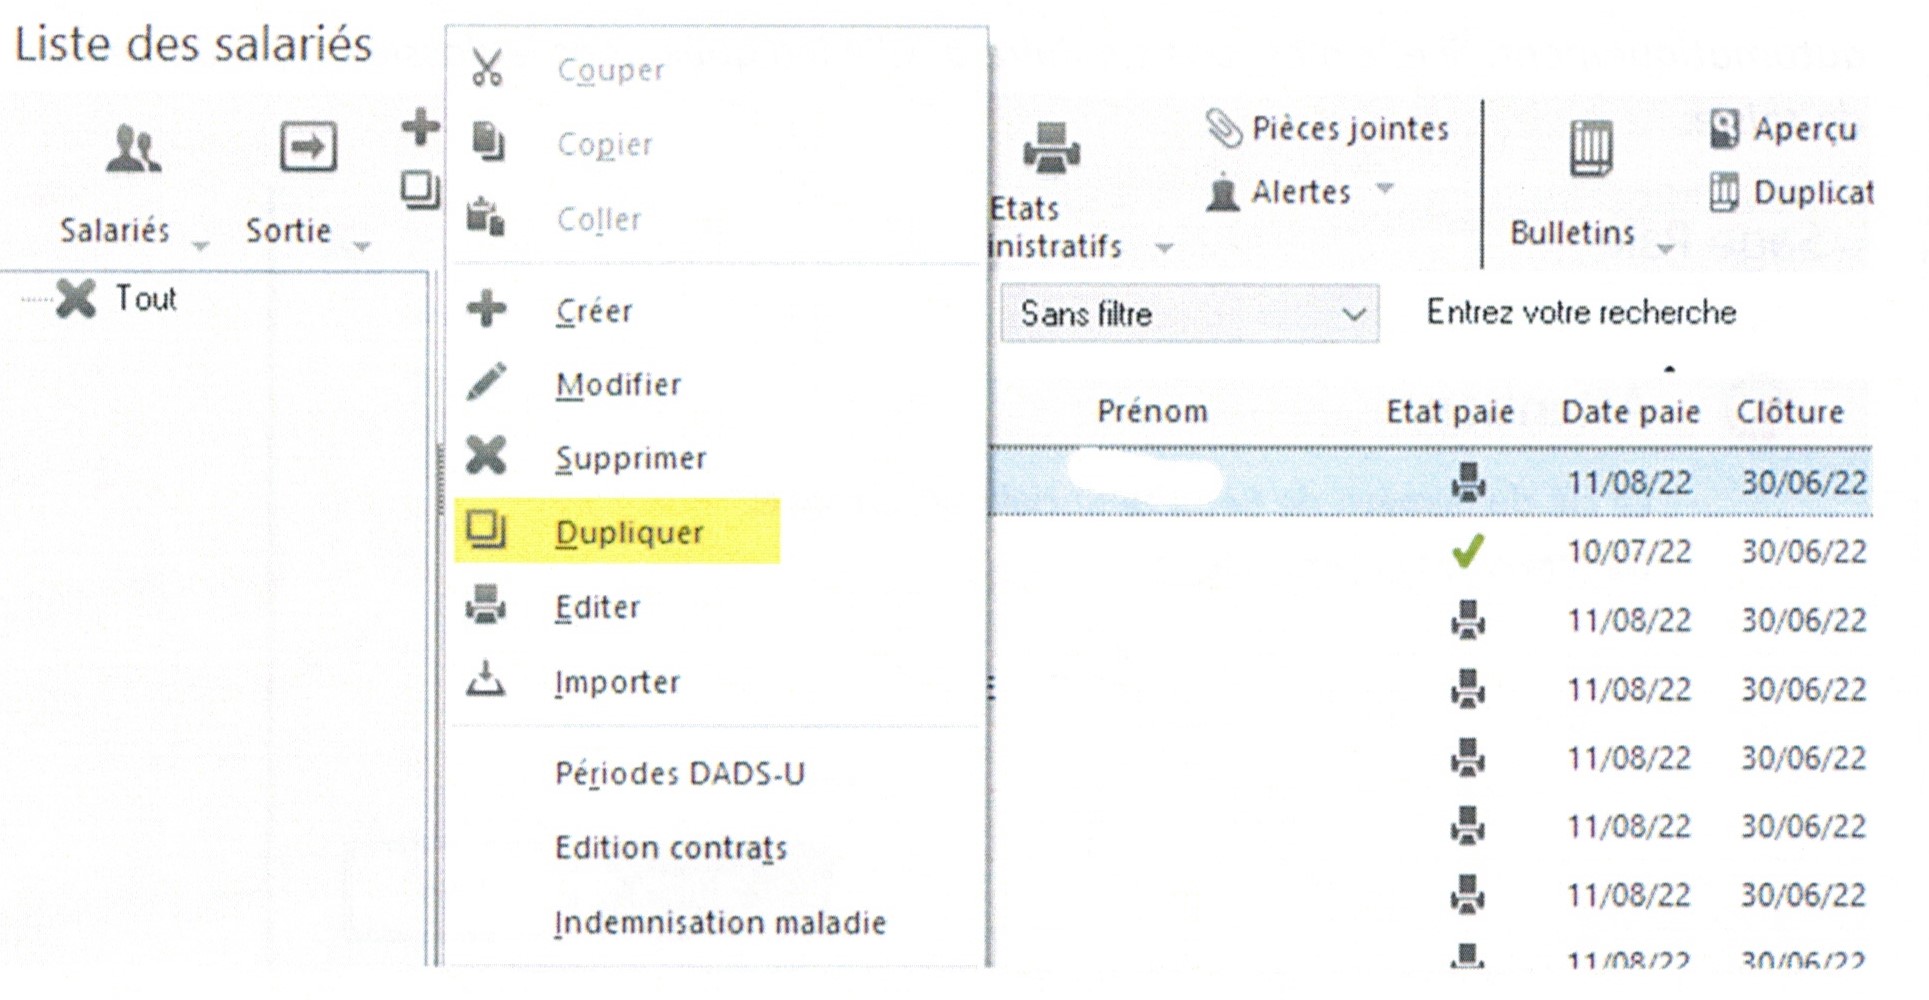 Liste des salariés
Salariés
Sortie
Tout
Couper
Copier
Coller
Créer
Modifier
Supprimer
Dupliquer
Editer
Importer
Périodes DADS-U
Edition contrats
Indemnisation maladie
Etats
inistratifs
Pièces jointes
Alertes
Bulletins
Aperçu
Duplicat
Sans filtre
Entrez votre recherche
Prénom Etat paie Date paie Clôture
11/08/22 30/06/22
10/07/22 30/06/22
11/08/22 30/06/22
11/08/22 30/06/22
11/08/22 30/06/22
11/08/22 30/06/22
11/08/22 30/06/22
11/08/22 30/06/22